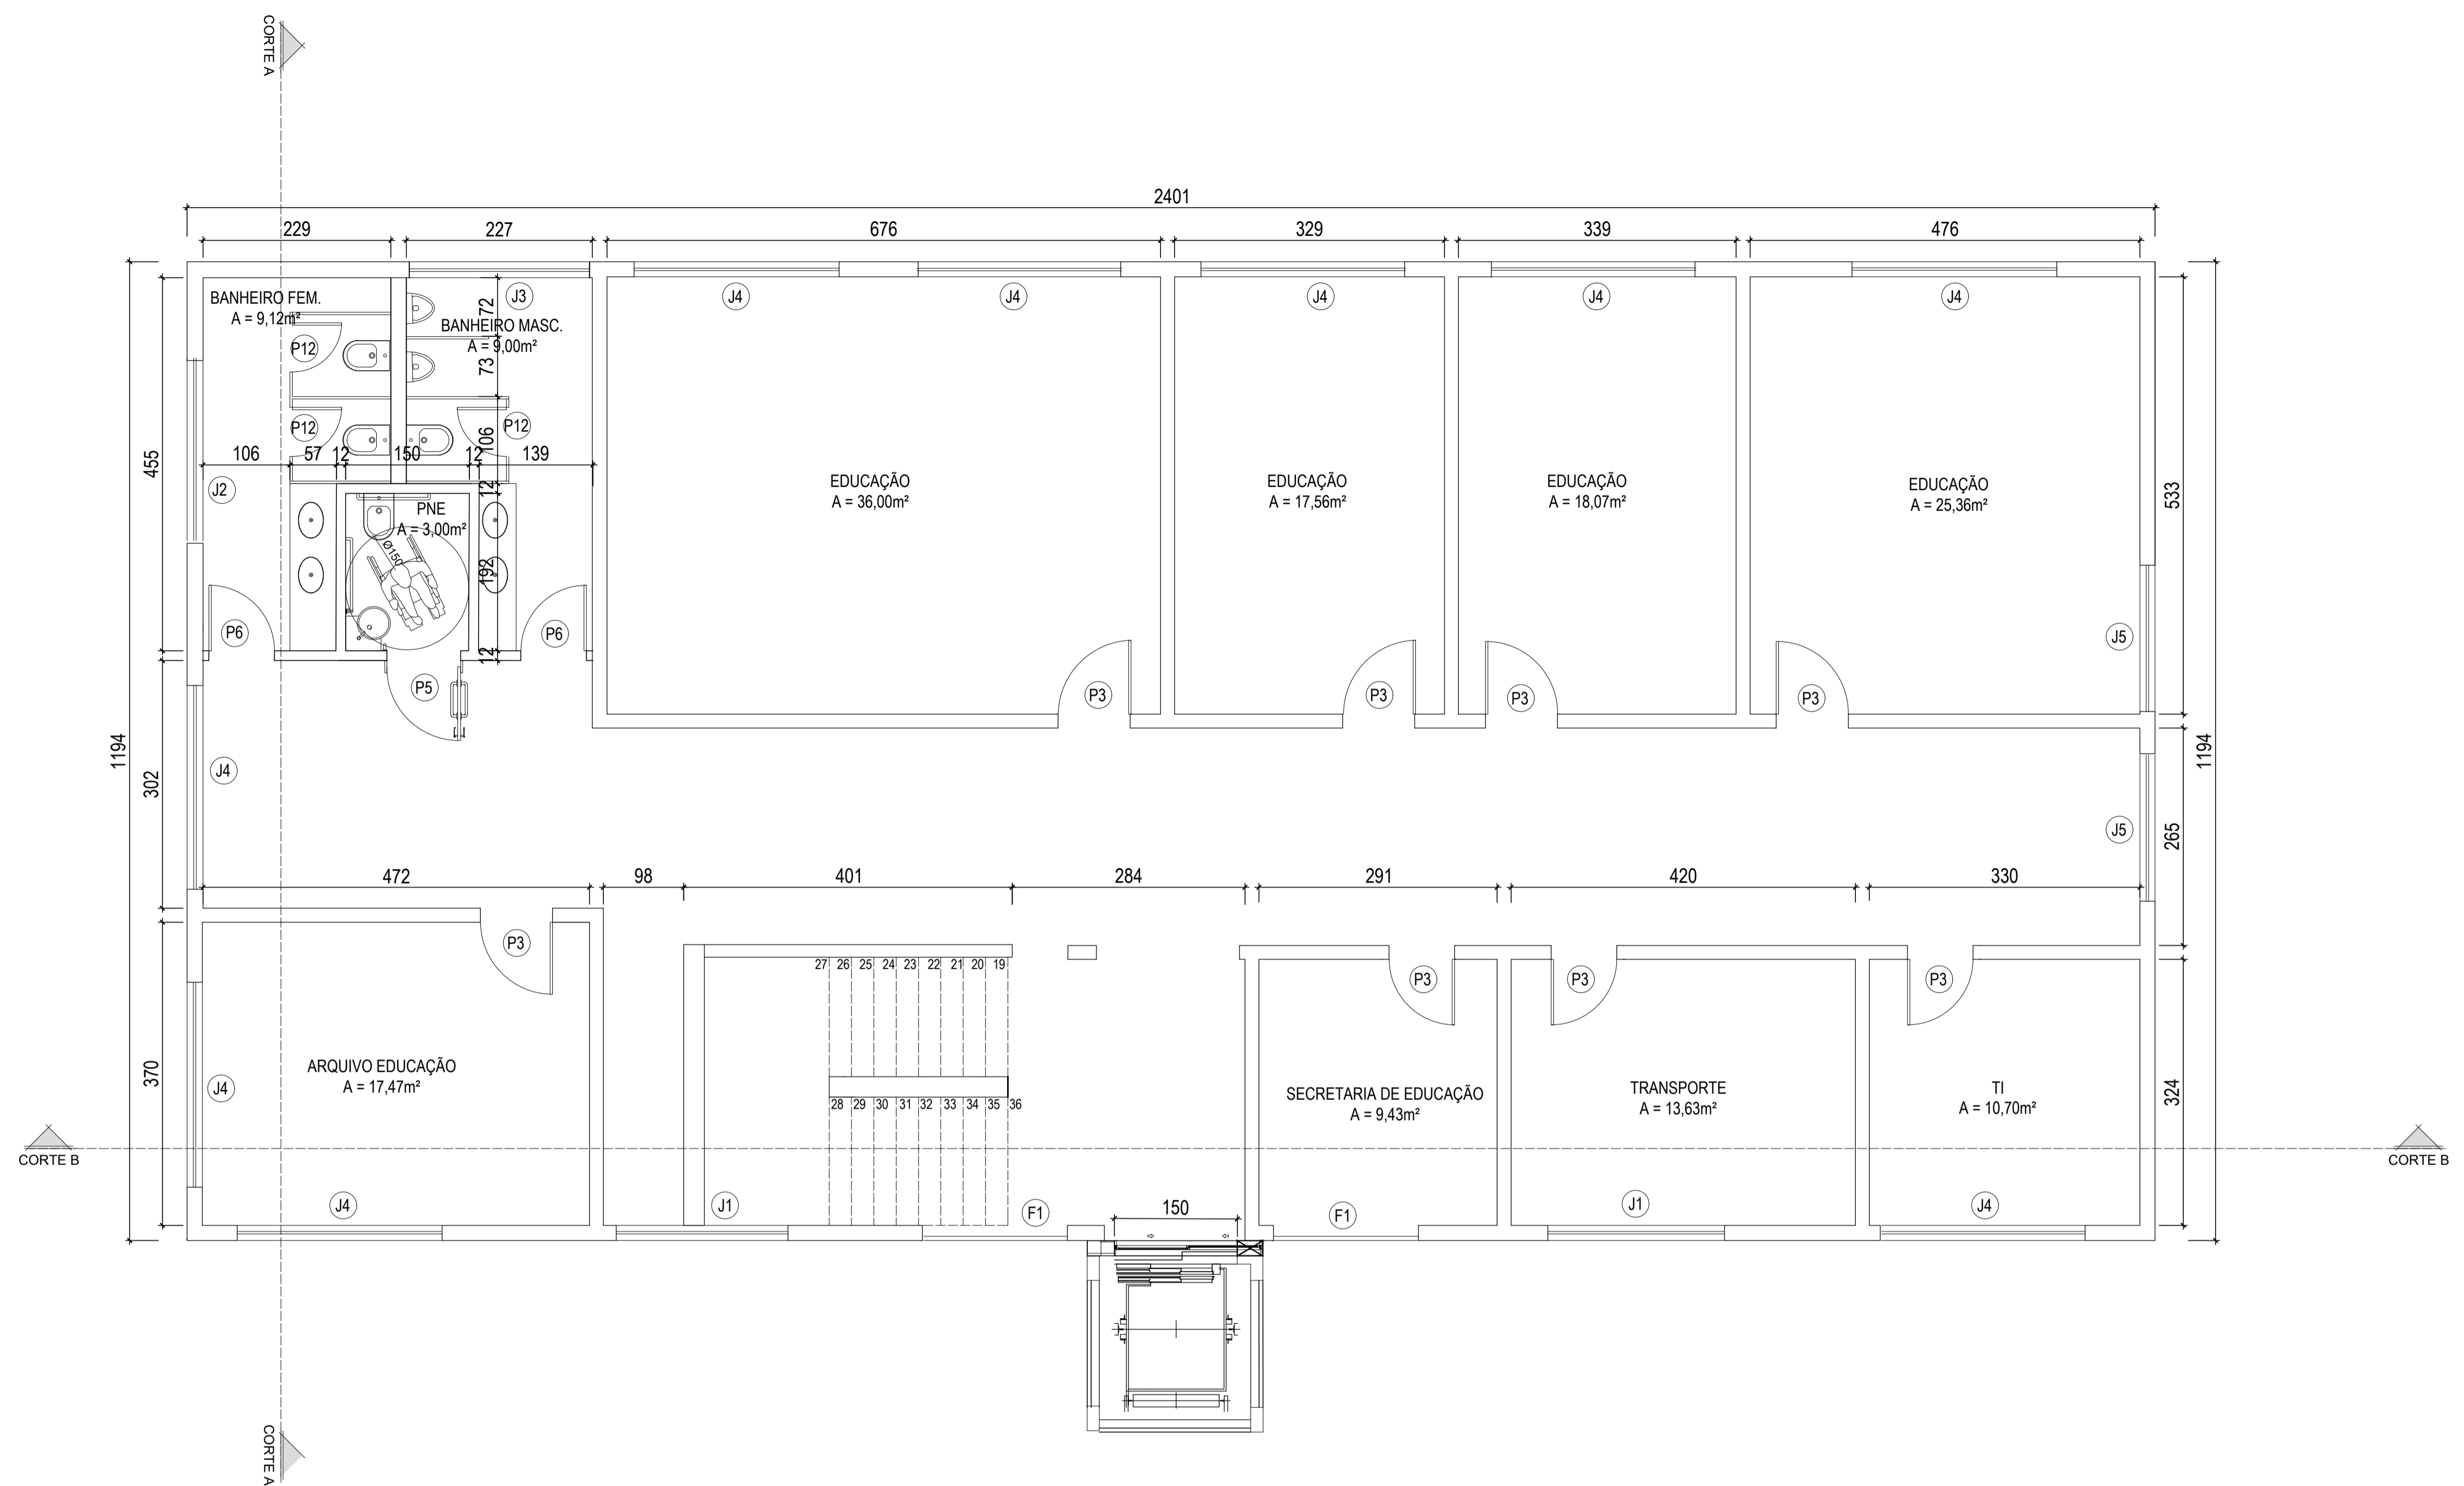 CORTE A
2401
229
227
676
329
339
476
BANHEIRO FEM.
A = 9,12m²
J3
72
BANHEIRO MASC.
A = 9,00m²
73
J4
J4
J4
J4
J4
P12
P12
P12
106
106
57
12
150
12
139
455
J2
12
PNE
A = 3,00m²
Ø150
192
12
P6
P6
P5
EDUCAÇÃO
A = 36,00m²
EDUCAÇÃO
A = 17,56m²
EDUCAÇÃO
A = 18,07m²
EDUCAÇÃO
A = 25,36m²
533
J5
P3
P3
P3
P3
1194
302
J4
1194
265
J5
472
98
401
284
291
420
330
P3
27 26 25 24 23 22 21 20 19
28 29 30 31 32 33 34 35 36
P3
P3
P3
370
ARQUIVO EDUCAÇÃO
A = 17,47m²
J4
SECRETARIA DE EDUCAÇÃO
A = 9,43m²
TRANSPORTE
A = 13,63m²
TI
A = 10,70m²
324
CORTE B
CORTE B
J4
J1
F1
150
F1
J1
J4
CORTE A